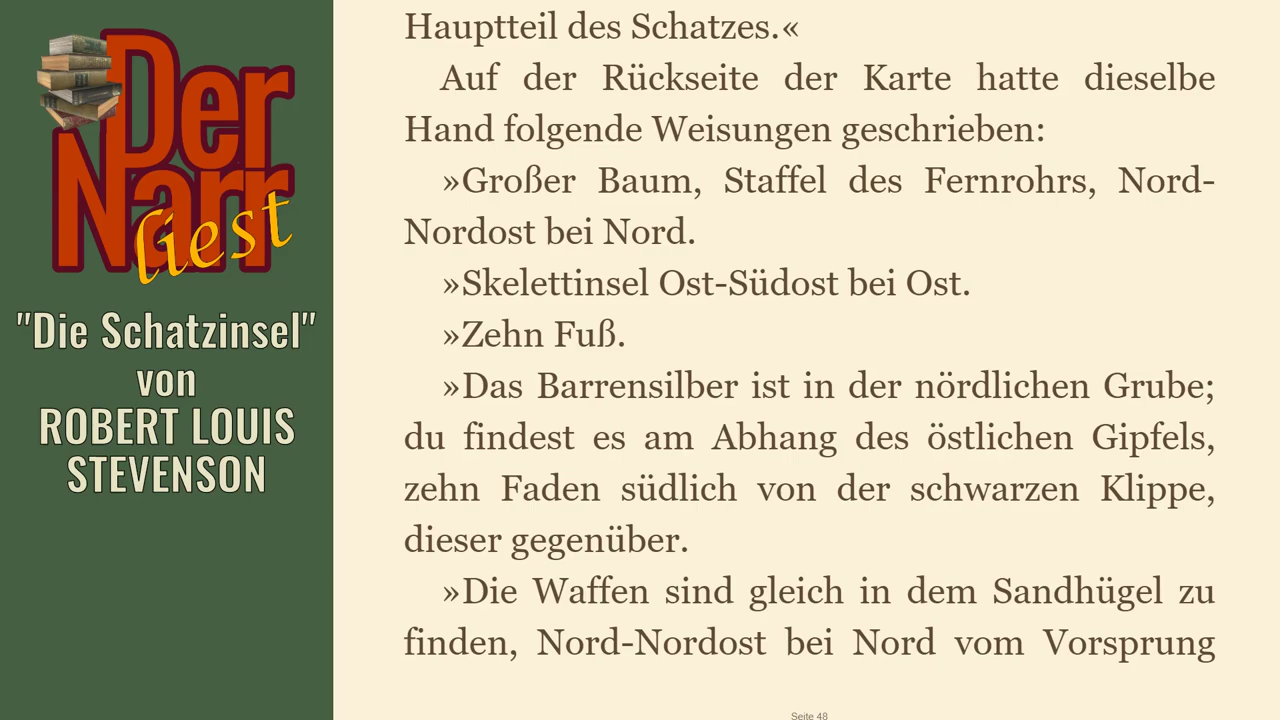 Der
Narr
liest
"Die Schatzinsel"
von
ROBERT LOUIS
STEVENSON
Hauptteil des Schatzes.«
Auf der Rückseite der Karte hatte dieselbe
Hand folgende Weisungen geschrieben:
»Großer Baum, Staffel des Fernrohrs, Nord-
Nordost bei Nord.
»Skelettinsel Ost-Südost bei Ost.
»Zehn Fuß.
»Das Barrensilber ist in der nördlichen Grube;
du findest es am Abhang des östlichen Gipfels,
zehn Faden südlich von der schwarzen Klippe,
dieser gegenüber.
»Die Waffen sind gleich in dem Sandhügel zu
finden, Nord-Nordost bei Nord vom Vorsprung
Seite 48